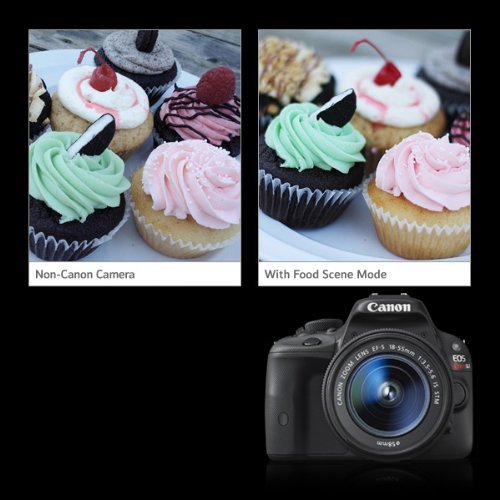 Non-Canon Camera
With Food Scene Mode
Canon
EOS
CANON ZOOM LENS EF-S 18-55mm 1:3.5-5.6 IS STM ⌀58mm